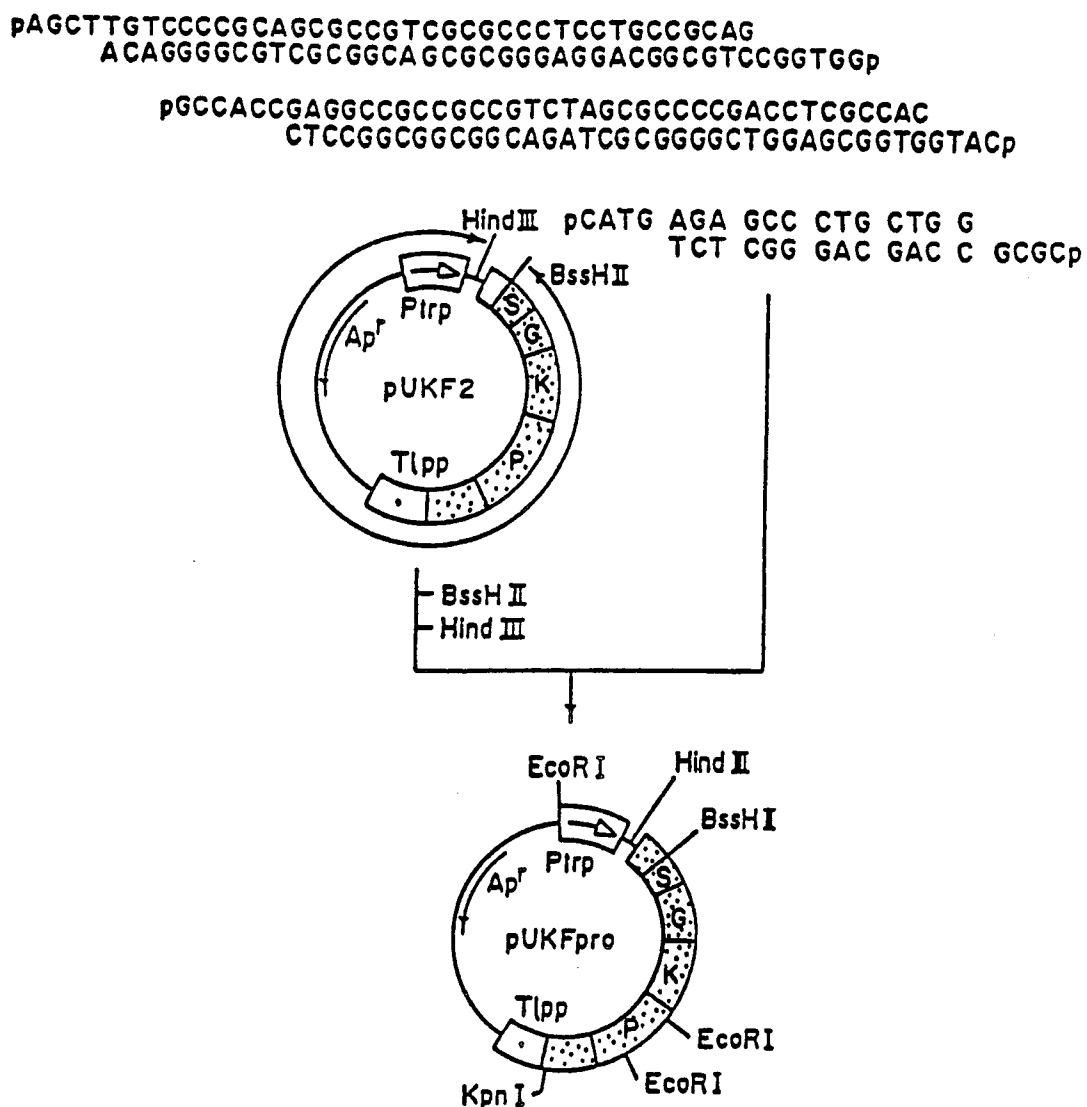 pAGCTTGTCCCCGCAGCGCCGTCGCGCCCTCCTGCCGCAG
ACAGGGGCGTCGCGGCAGCGCGGGAGGACGGCGTCCGGTGGp
pGCCACCGAGGCCGCCGCCGTCTAGCGCCCCGACCTCGCCAC
CTCCGGCGGCGGCAGATCGCGGGGCTGGAGCGGTGGTACp
HindⅢ pCATG AGA GCC CTG CTG G
TCT CGG GAC GAC C GCGCp
BssHⅡ
Ptrp
S
G
Apr
K
pUKF2
P
Tlpp
BssHⅡ
HindⅢ
EcoRI
HindⅡ
BssHI
Ptrp
S
Apr
G
pUKFpro
K
Tlpp
P
EcoRI
EcoRI
KpnI